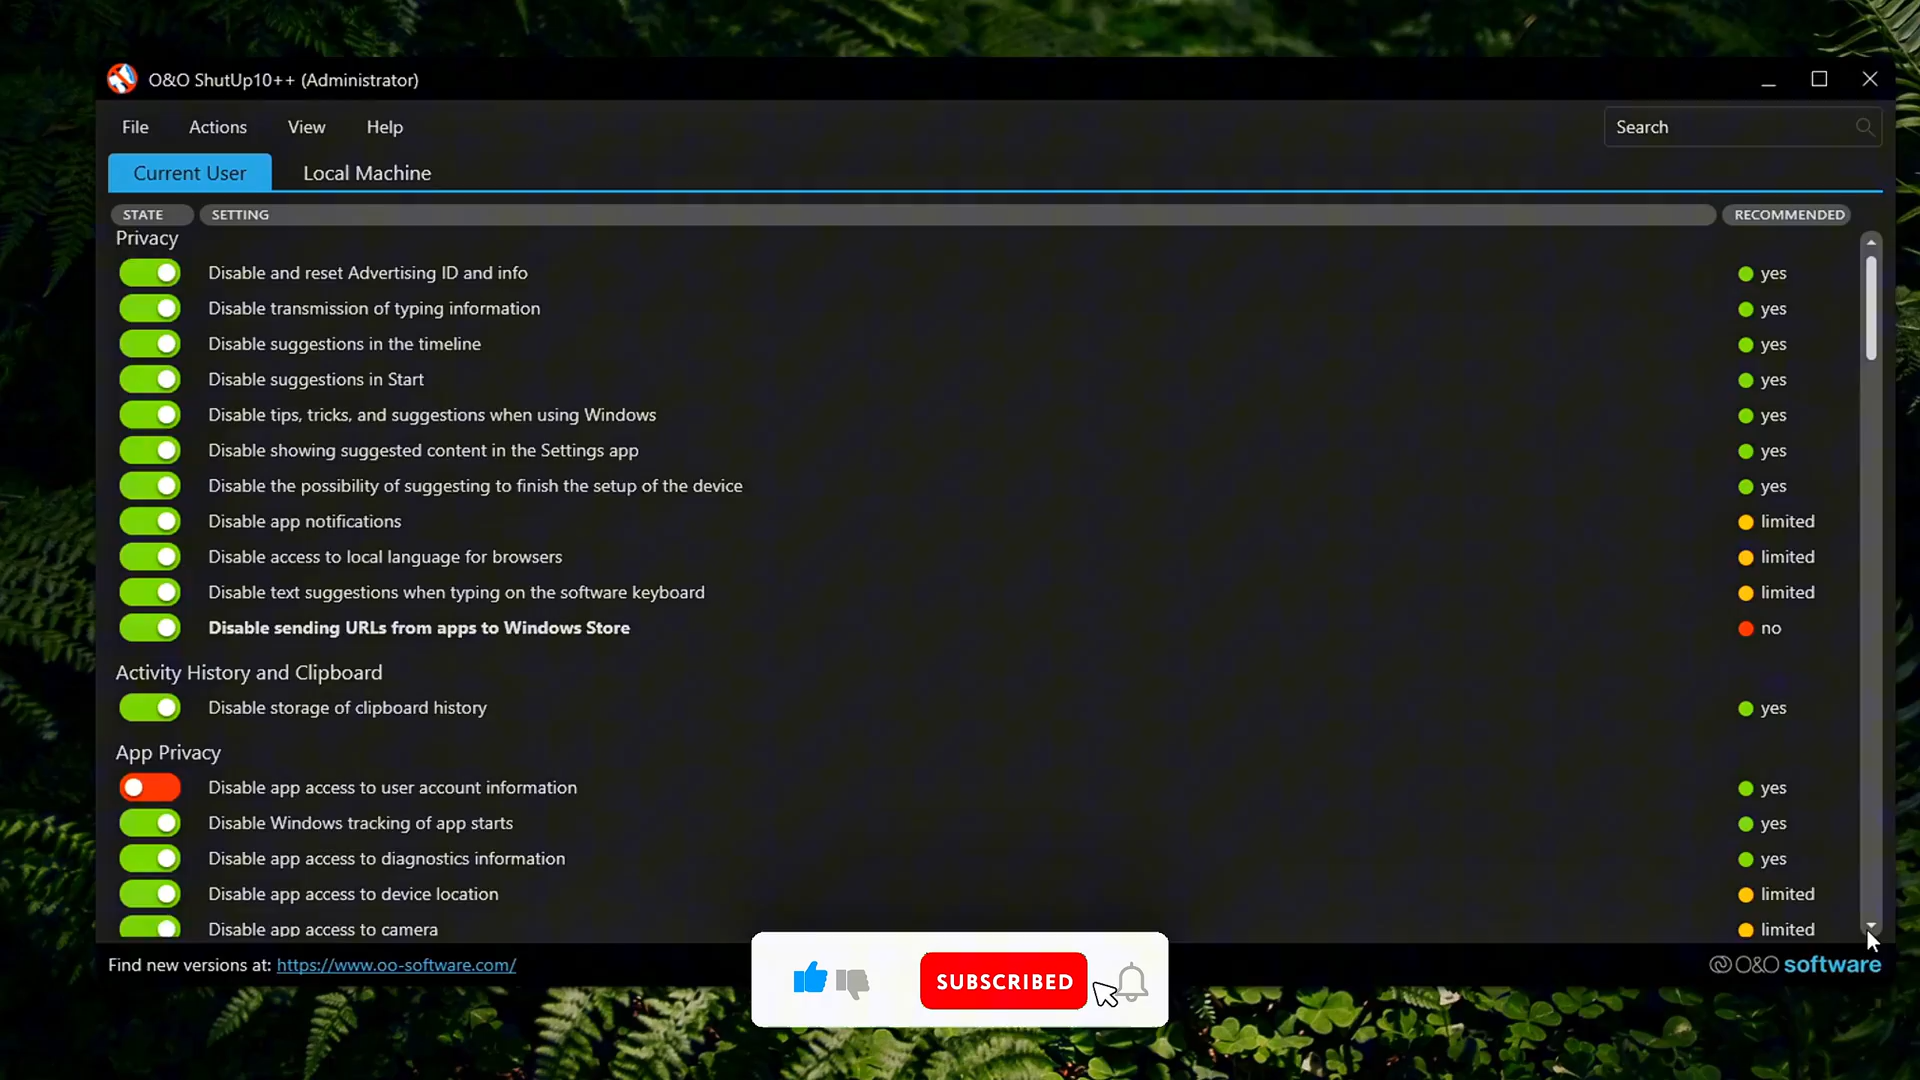 O&O ShutUp10++ (Administrator)
File Actions View Help
Search
Current User Local Machine
STATE SETTING RECOMMENDED
Privacy
Disable and reset Advertising ID and info yes
Disable transmission of typing information yes
Disable suggestions in the timeline yes
Disable suggestions in Start yes
Disable tips, tricks, and suggestions when using Windows yes
Disable showing suggested content in the Settings app yes
Disable the possibility of suggesting to finish the setup of the device yes
Disable app notifications limited
Disable access to local language for browsers limited
Disable text suggestions when typing on the software keyboard limited
Disable sending URLs from apps to Windows Store no
Activity History and Clipboard
Disable storage of clipboard history yes
App Privacy
Disable app access to user account information yes
Disable Windows tracking of app starts yes
Disable app access to diagnostics information yes
Disable app access to device location limited
Disable app access to camera limited
Find new versions at: https://www.oo-software.com/
O&O software
SUBSCRIBED